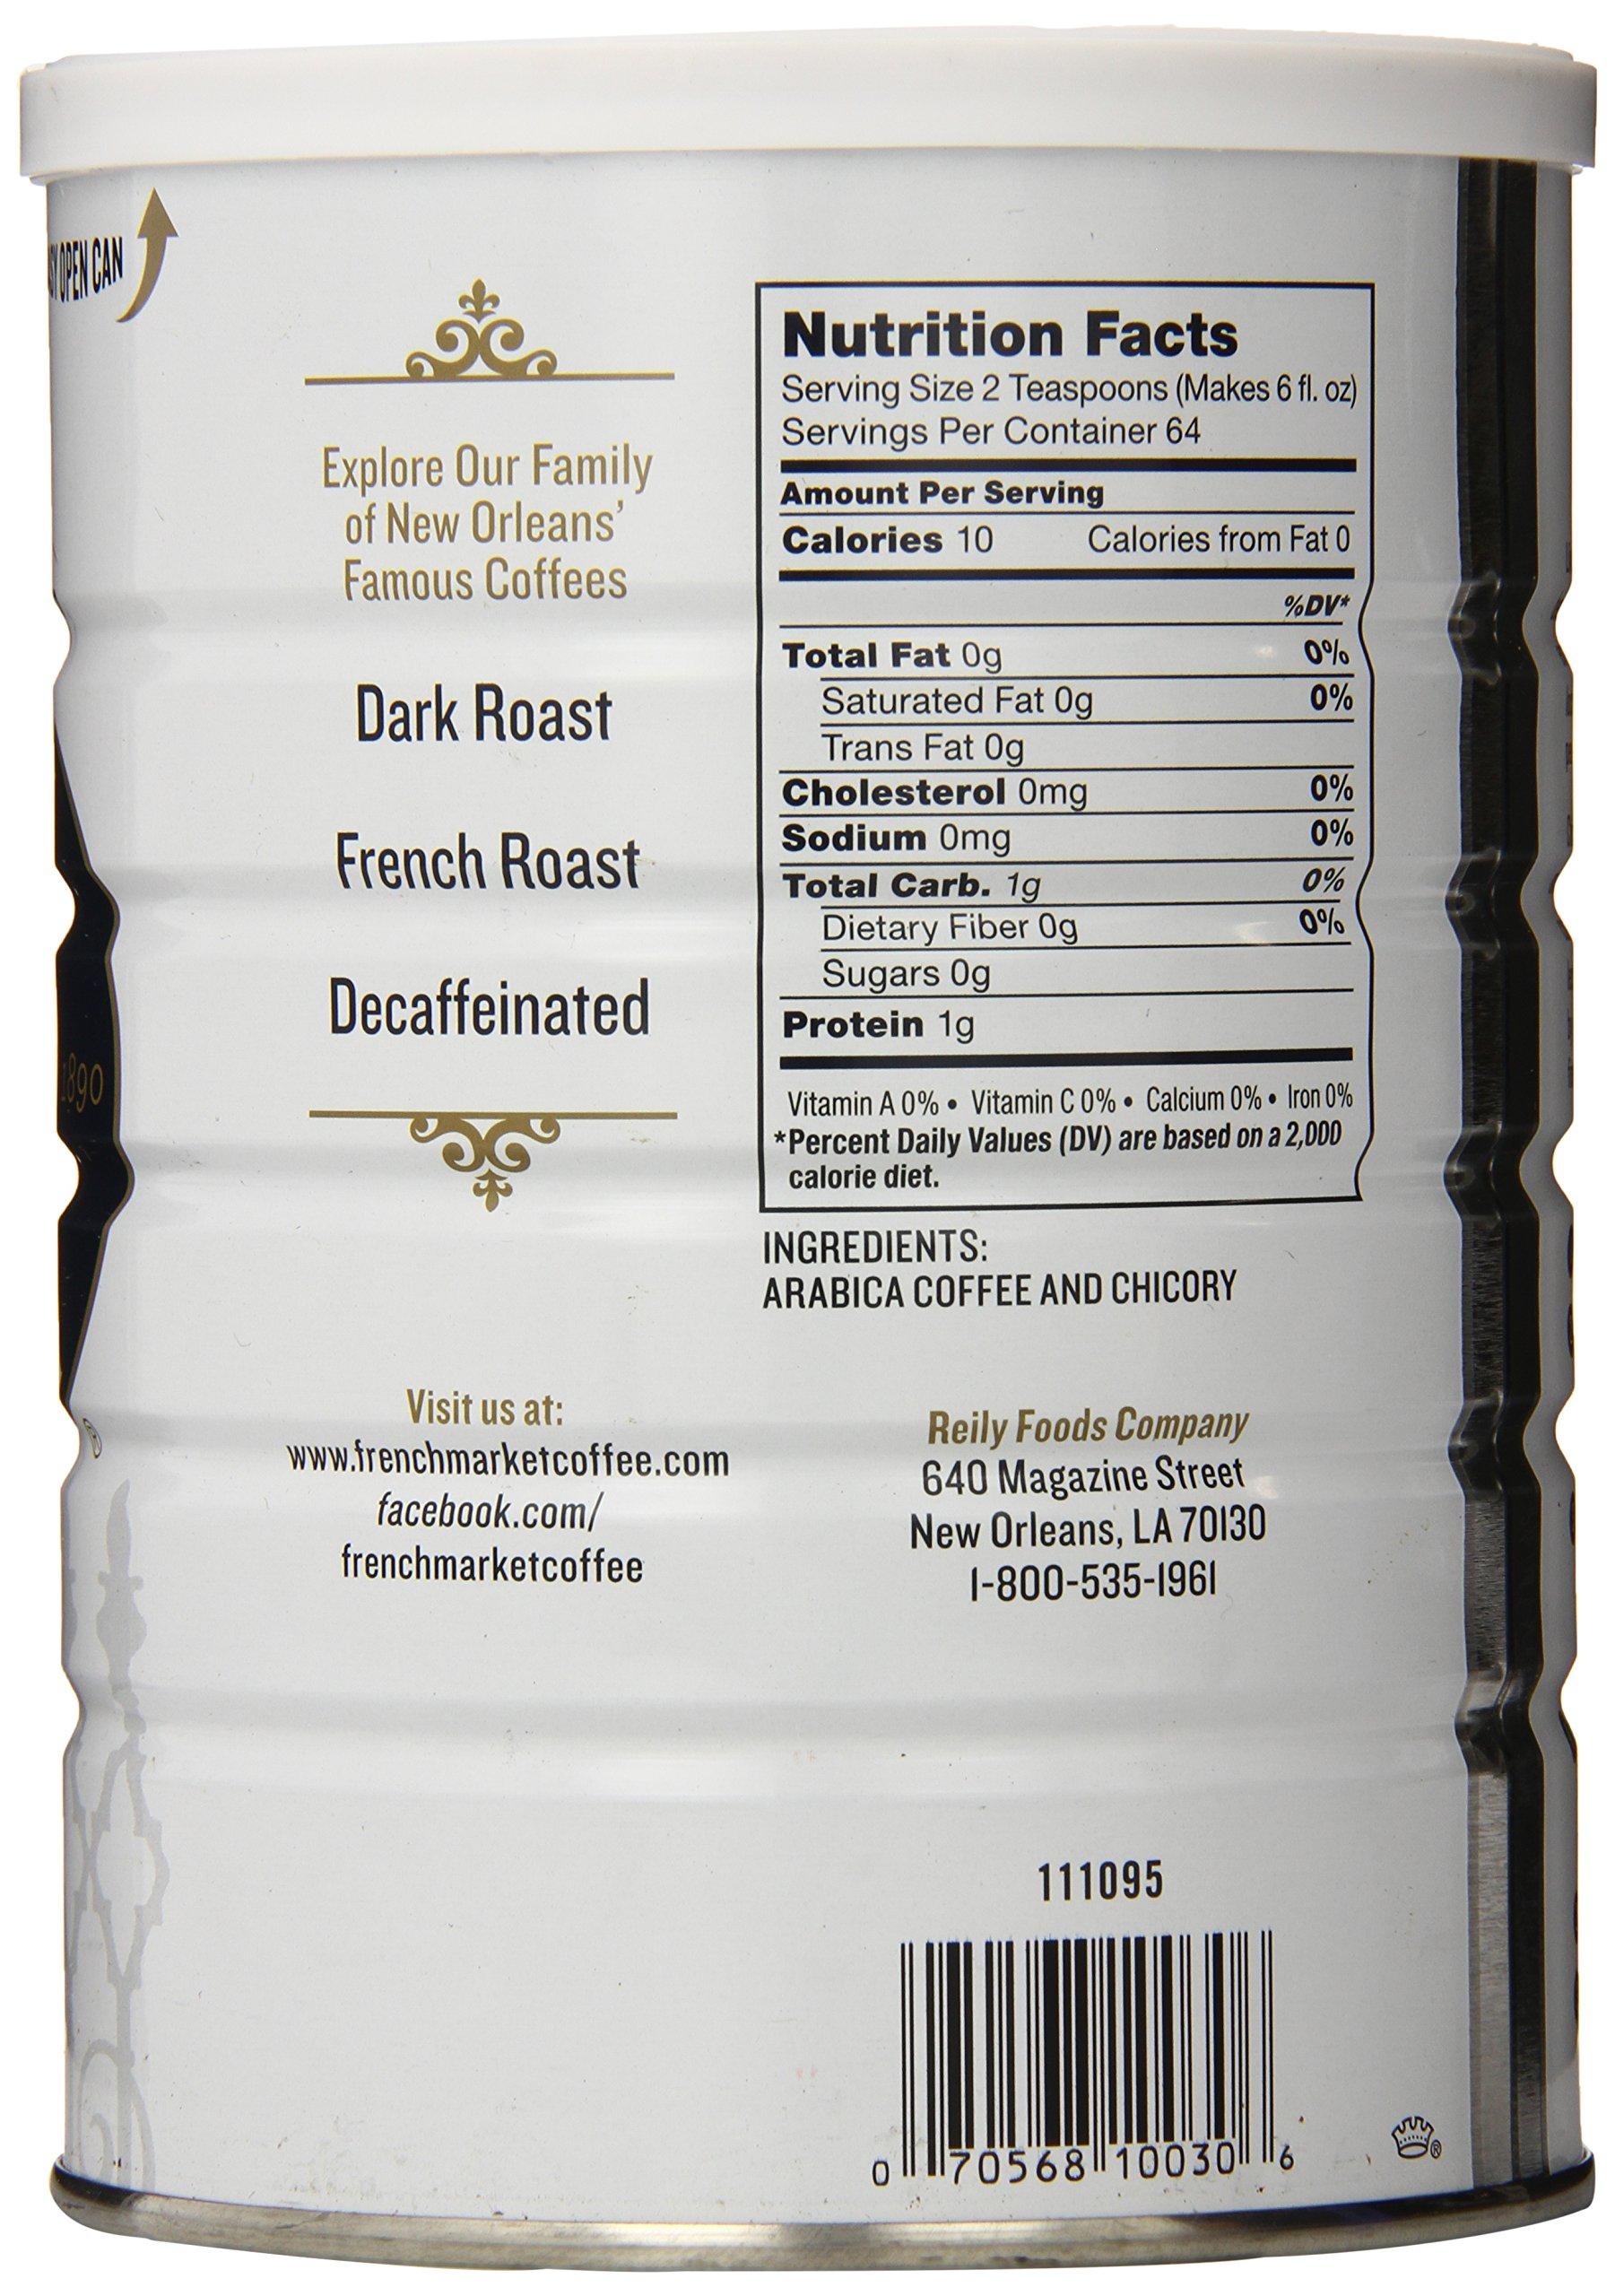 OPEN CAN
Explore Our Family
of New Orleans'
Famous Coffees
Dark Roast
French Roast
Decaffeinated
1890
Visit us at:
www.frenchmarketcoffee.com
facebook.com/
frenchmarketcoffee
Nutrition Facts
Serving Size 2 Teaspoons (Makes 6 fl. oz)
Servings Per Container 64
Amount Per Serving
Calories 10 Calories from Fat 0
%DV*
Total Fat 0g 0%
Saturated Fat 0g 0%
Trans Fat 0g
Cholesterol 0mg 0%
Sodium 0mg 0%
Total Carb. 1g 0%
Dietary Fiber 0g 0%
Sugars 0g
Protein 1g
Vitamin A 0% • Vitamin C 0% • Calcium 0% • Iron 0%
*Percent Daily Values (DV) are based on a 2,000
calorie diet.
INGREDIENTS:
ARABICA COFFEE AND CHICORY
Reily Foods Company
640 Magazine Street
New Orleans, LA 70130
1-800-535-1961
111095
0 70568 10030 6
®
®